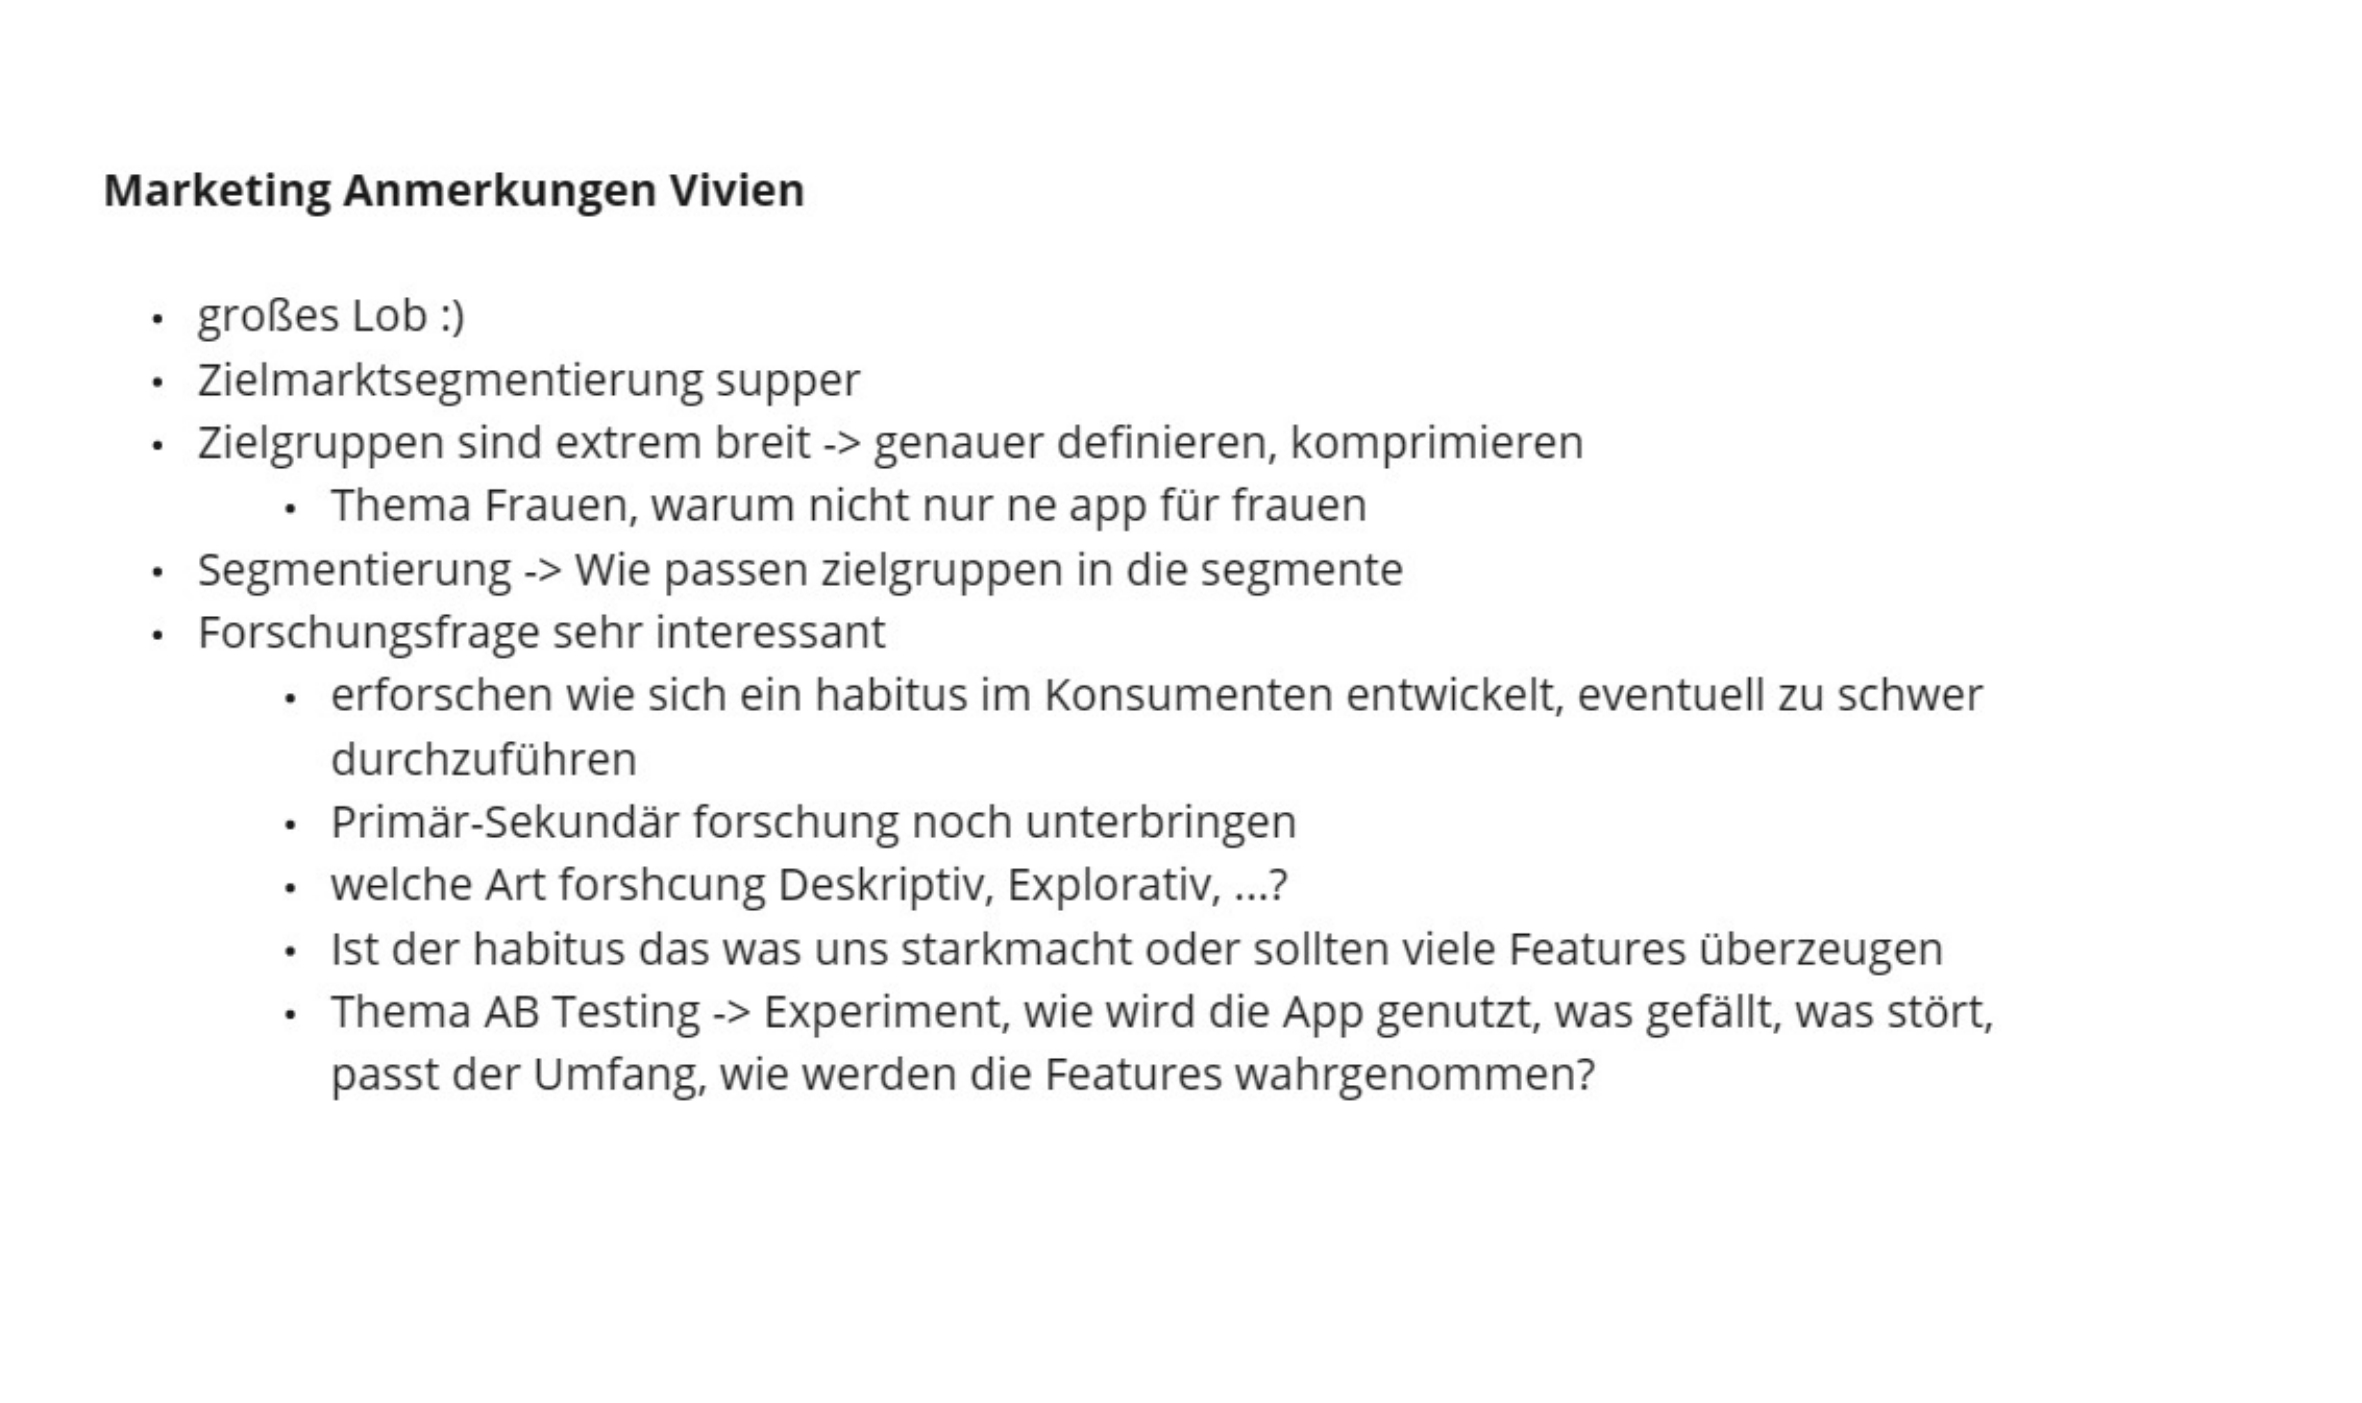 Marketing Anmerkungen Vivien
• großes Lob :)
• Zielmarktsegmentierung supper
• Zielgruppen sind extrem breit -> genauer definieren, komprimieren
• Thema Frauen, warum nicht nur ne app für frauen
• Segmentierung -> Wie passen zielgruppen in die segmente
• Forschungsfrage sehr interessant
• erforschen wie sich ein habitus im Konsumenten entwickelt, eventuell zu schwer
durchzuführen
• Primär-Sekundär forschung noch unterbringen
• welche Art forshcung Deskriptiv, Explorativ, ...?
• Ist der habitus das was uns starkmacht oder sollten viele Features überzeugen
• Thema AB Testing -> Experiment, wie wird die App genutzt, was gefällt, was stört,
passt der Umfang, wie werden die Features wahrgenommen?